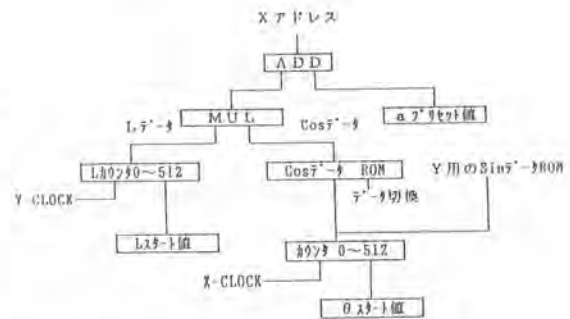 Xアドレス
ADD
MUL
aプリセット値
Lデータ
Cosデータ
Lカウンタ0～512
Cosデータ ROM
Y用のSinデータROM
Y-CLOCK
データ切換
Lスタート値
カウンタ 0～512
X-CLOCK
θスタート値